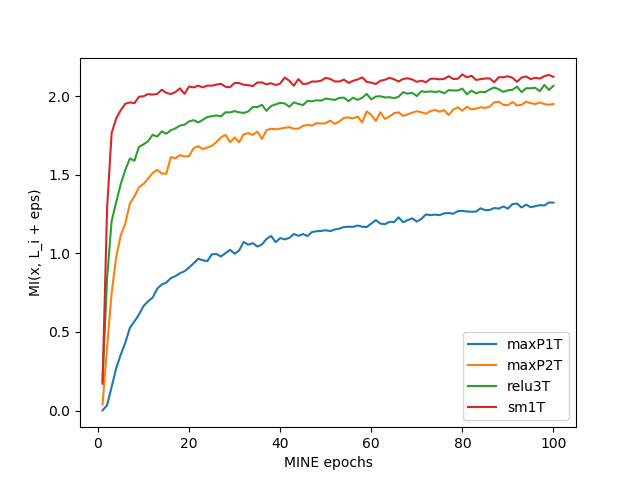 2.0
1.5
1.0
0.5
0.0
MI(x, L_i + eps)
0 20 40 60 80 100
MINE epochs
maxP1T
maxP2T
relu3T
sm1T